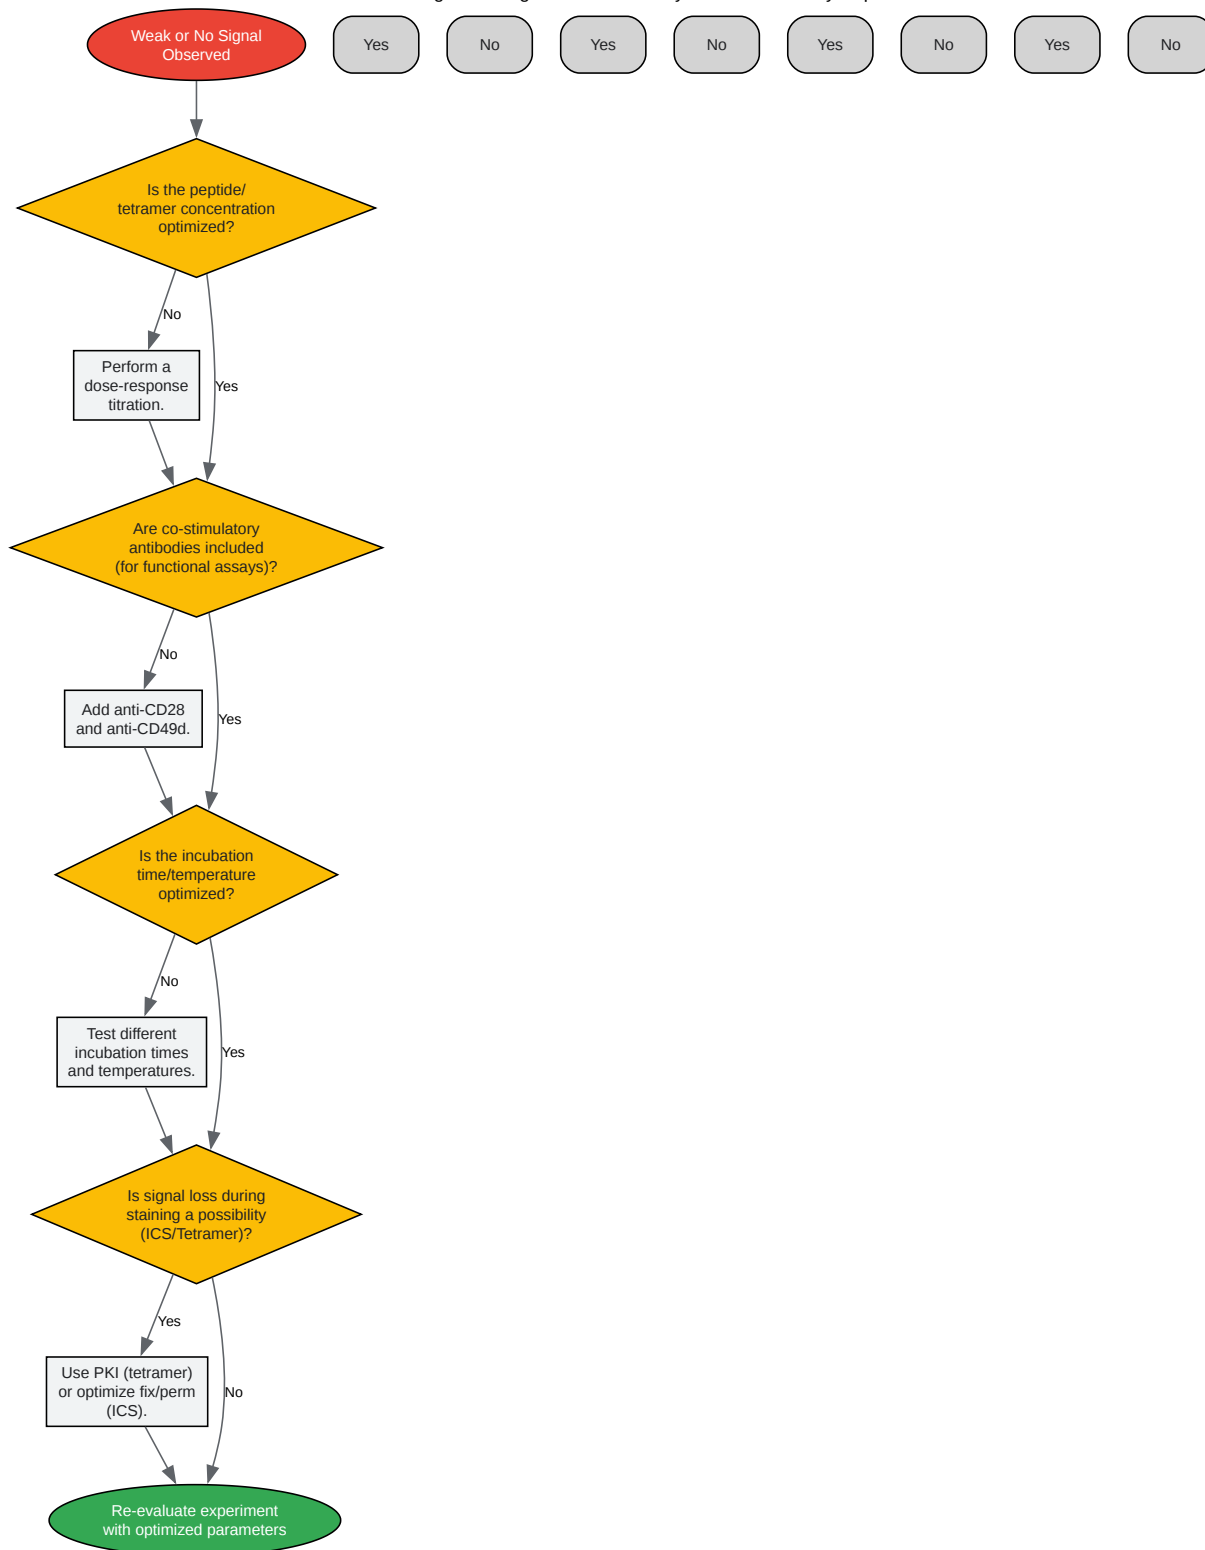 Weak or No Signal
Observed
Yes
No
Yes
No
Yes
No
Yes
No
Is the peptide/
tetramer concentration
optimized?
No
Perform a
dose-response
titration.
Yes
Are co-stimulatory
antibodies included
(for functional assays)?
No
Add anti-CD28
and anti-CD49d.
Yes
Is the incubation
time/temperature
optimized?
No
Test different
incubation times
and temperatures.
Yes
Is signal loss during
staining a possibility
(ICS/Tetramer)?
Yes
Use PKI (tetramer)
or optimize fix/perm
(ICS).
No
Re-evaluate experiment
with optimized parameters